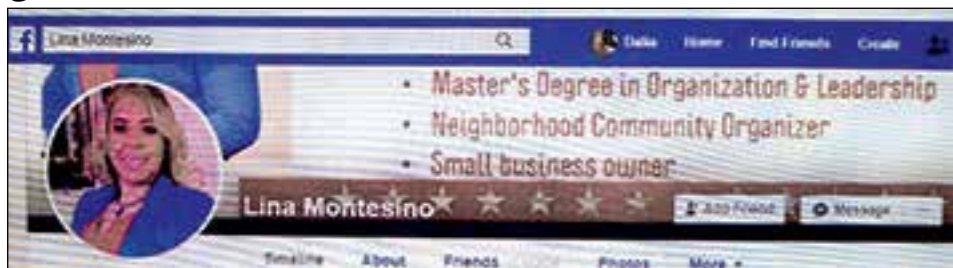 f Lina Montesino Dalia Home Find Friends Create
• Master's Degree in Organization & Leadership
• Neighborhood Community Organizer
• Small business owner
Lina Montesino Add Friend Message
Timeline About Friends Photos More